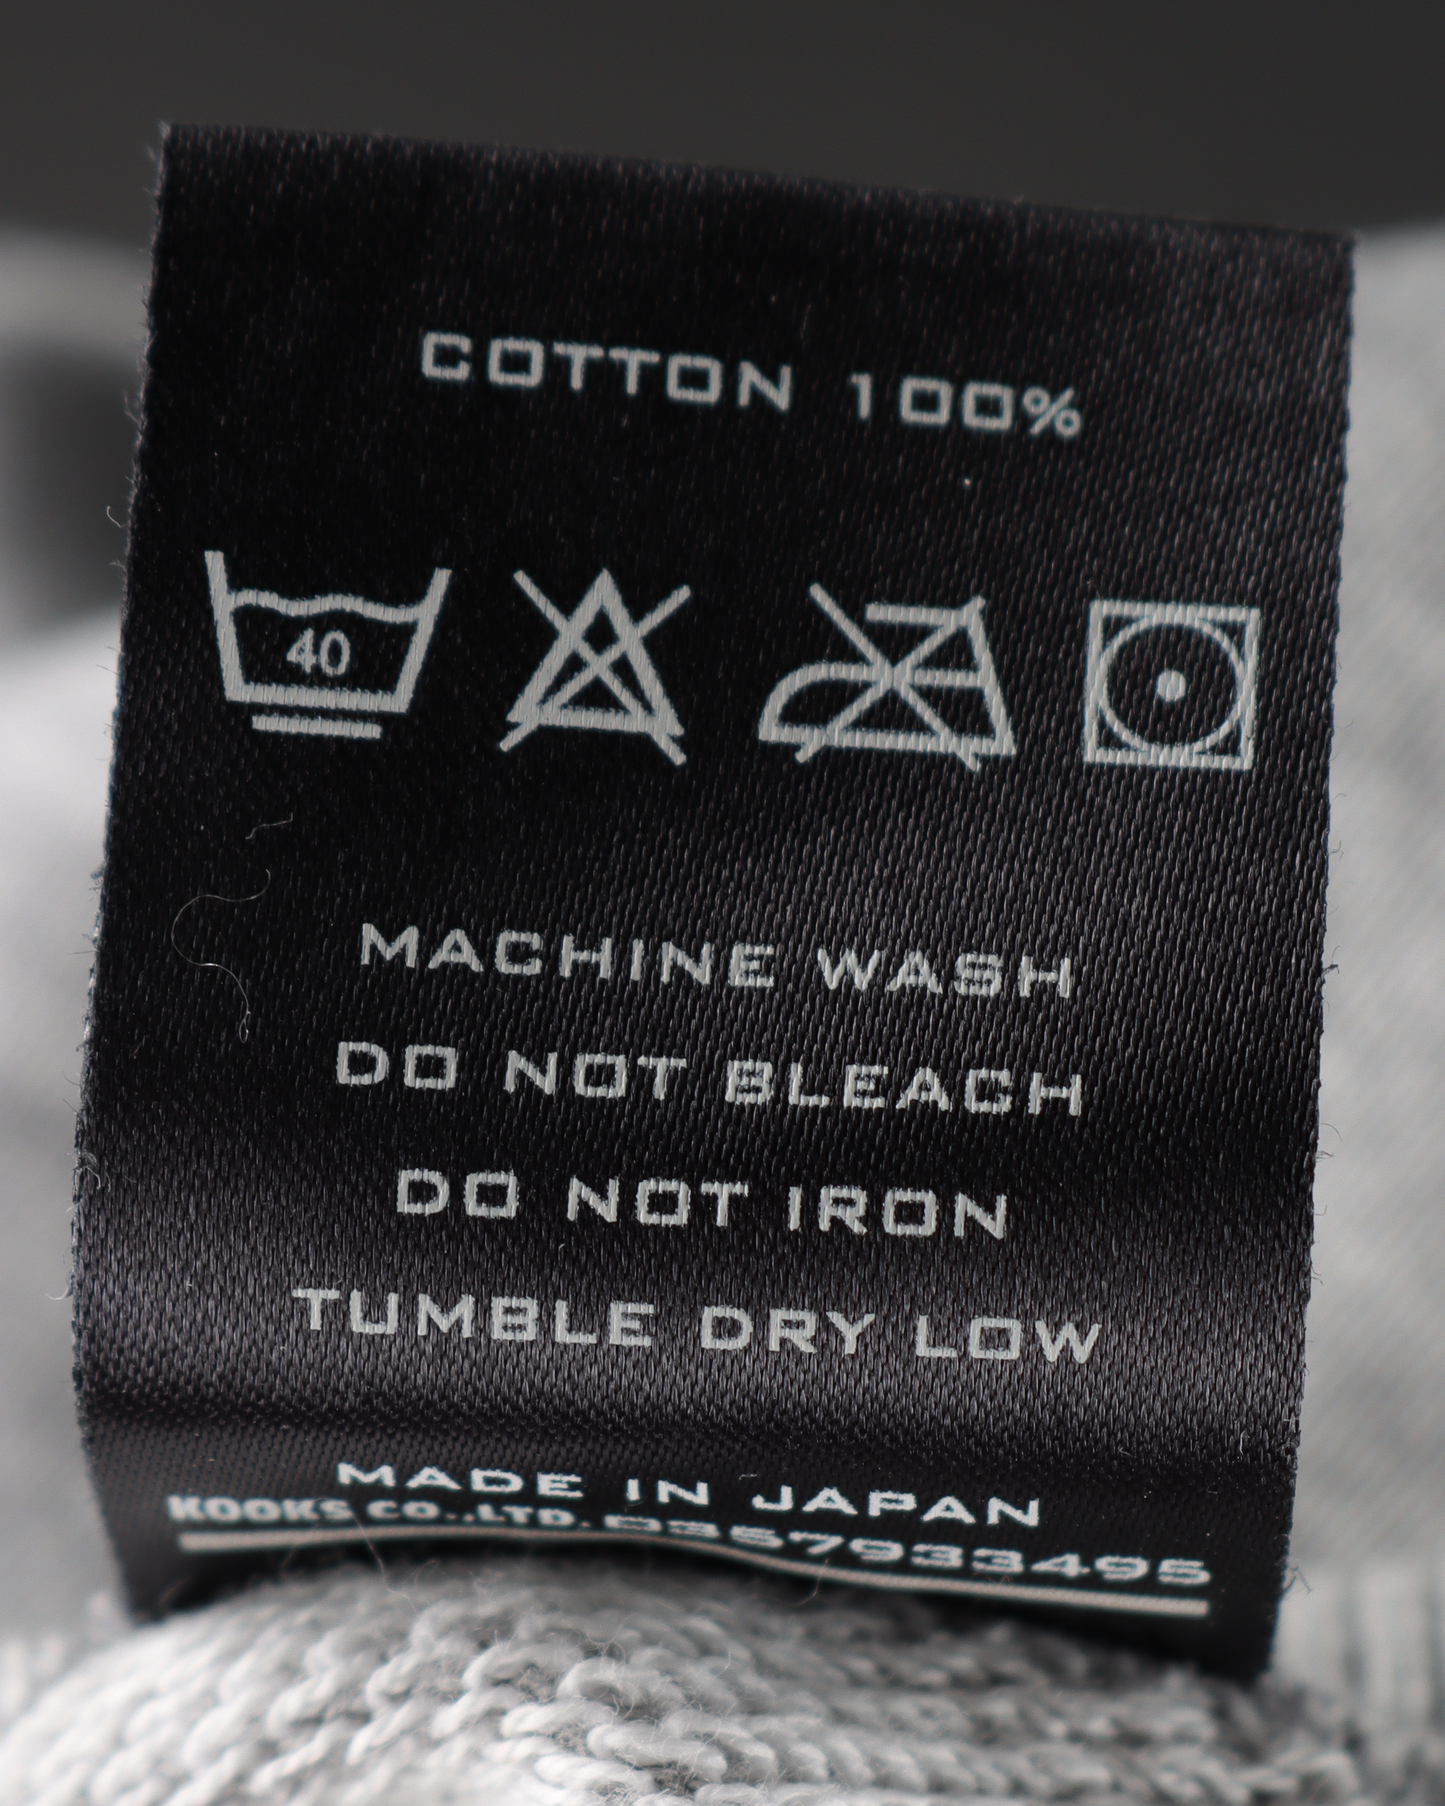 COTTON 100%
40
MACHINE WASH
DO NOT BLEACH
DO NOT IRON
TUMBLE DRY LOW
MADE IN JAPAN
KOOKS CO.,LTD. 0357933495